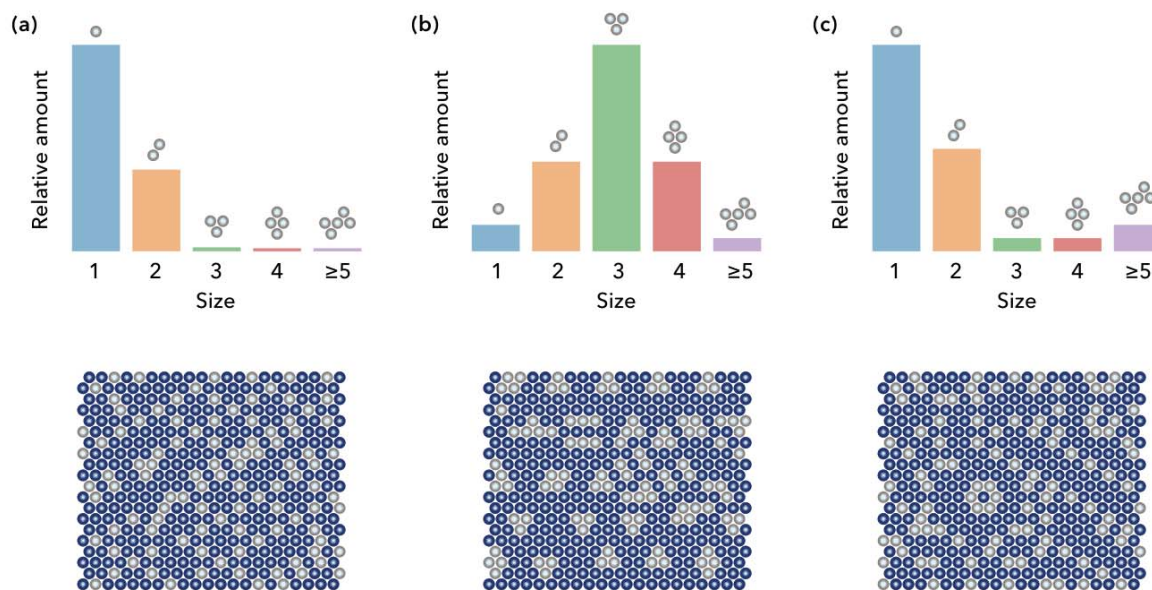 (a)
Relative amount
1 2 3 4 ≥5
Size
(b)
Relative amount
1 2 3 4 ≥5
Size
(c)
Relative amount
1 2 3 4 ≥5
Size